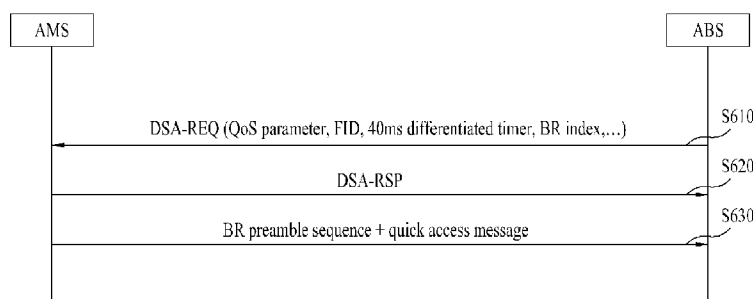 AMS
ABS
DSA-REQ (QoS parameter, FID, 40ms differentiated timer, BR index,...)
S610
DSA-RSP
S620
BR preamble sequence + quick access message
S630